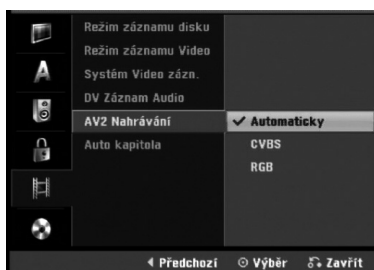 Režim záznamu disku
Režim záznamu Video
A
Systém Video zázn.
DV Záznam Audio
AV2 Nahrávání
✓ Automaticky
CVBS
RGB
Auto kapitola
Předchozí
Výběr
Zavřít